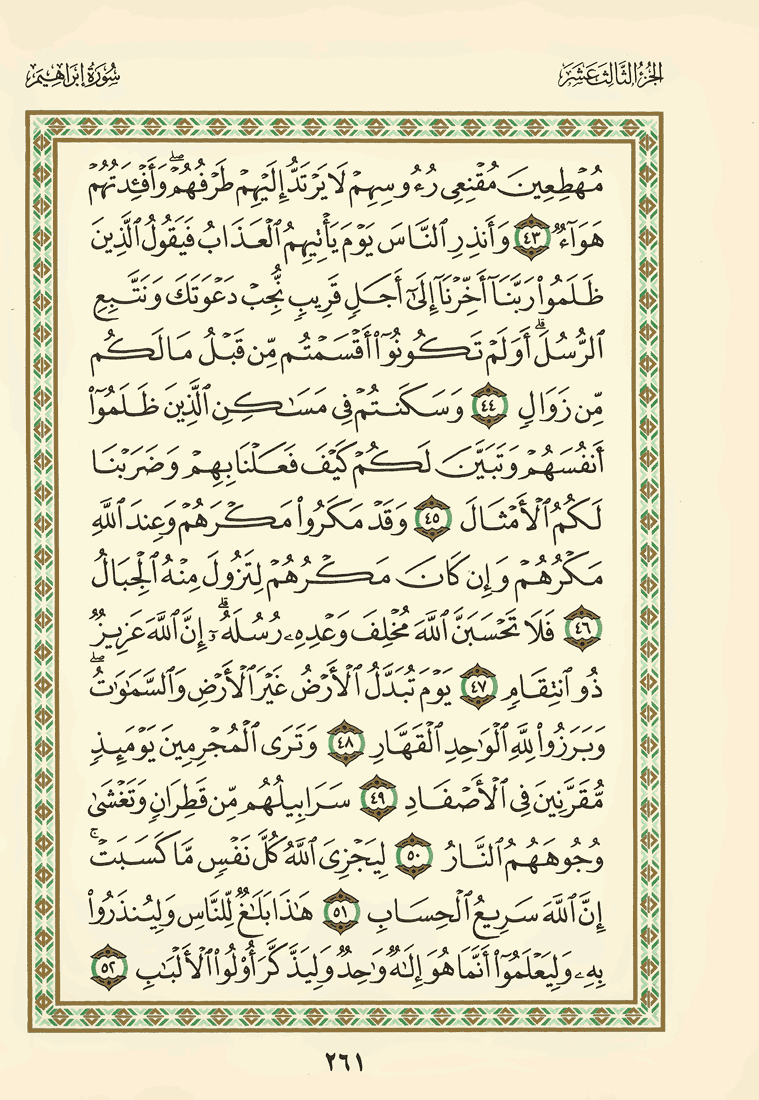 الجزء الثالث عشر
سورة إبراهيم
مُهْطِعِينَ مُقْنِعِى رُءُوسِهِمْ لَا يَرْتَدُّ إِلَيْهِمْ طَرْفُهُمْ ۖ وَأَفْـِٔدَتُهُمْ
هَوَآءٌ ٤٣ وَأَنذِرِ ٱلنَّاسَ يَوْمَ يَأْتِيهِمُ ٱلْعَذَابُ فَيَقُولُ ٱلَّذِينَ
ظَلَمُوا۟ رَبَّنَآ أَخِّرْنَآ إِلَىٰٓ أَجَلٍ قَرِيبٍ نُّجِبْ دَعْوَتَكَ وَنَتَّبِعِ
ٱلرُّسُلَ ۗ أَوَلَمْ تَكُونُوٓا۟ أَقْسَمْتُم مِّن قَبْلُ مَا لَكُم
مِّن زَوَالٍ ٤٤ وَسَكَنتُمْ فِى مَسَـٰكِنِ ٱلَّذِينَ ظَلَمُوٓا۟
أَنفُسَهُمْ وَتَبَيَّنَ لَكُمْ كَيْفَ فَعَلْنَا بِهِمْ وَضَرَبْنَا
لَكُمُ ٱلْأَمْثَالَ ٤٥ وَقَدْ مَكَرُوا۟ مَكْرَهُمْ وَعِندَ ٱللَّهِ
مَكْرُهُمْ وَإِن كَانَ مَكْرُهُمْ لِتَزُولَ مِنْهُ ٱلْجِبَالُ
٤٦ فَلَا تَحْسَبَنَّ ٱللَّهَ مُخْلِفَ وَعْدِهِۦ رُسُلَهُۥٓ ۗ إِنَّ ٱللَّهَ عَزِيزٌ
ذُو ٱنتِقَامٍ ٤٧ يَوْمَ تُبَدَّلُ ٱلْأَرْضُ غَيْرَ ٱلْأَرْضِ وَٱلسَّمَـٰوَٰتُ ۖ
وَبَرَزُوا۟ لِلَّهِ ٱلْوَٰحِدِ ٱلْقَهَّارِ ٤٨ وَتَرَى ٱلْمُجْرِمِينَ يَوْمَئِذٍ
مُّقَرَّنِينَ فِى ٱلْأَصْفَادِ ٤٩ سَرَابِيلُهُم مِّن قَطِرَانٍ وَتَغْشَىٰ
وُجُوهَهُمُ ٱلنَّارُ ٥٠ لِيَجْزِىَ ٱللَّهُ كُلَّ نَفْسٍ مَّا كَسَبَتْ ۚ
إِنَّ ٱللَّهَ سَرِيعُ ٱلْحِسَابِ ٥١ هَـٰذَا بَلَـٰغٌ لِّلنَّاسِ وَلِيُنذَرُوا۟
بِهِۦ وَلِيَعْلَمُوٓا۟ أَنَّمَا هُوَ إِلَـٰهٌ وَٰحِدٌ وَلِيَذَّكَّرَ أُو۟لُوا۟ ٱلْأَلْبَـٰبِ ٥٢
٢٦١